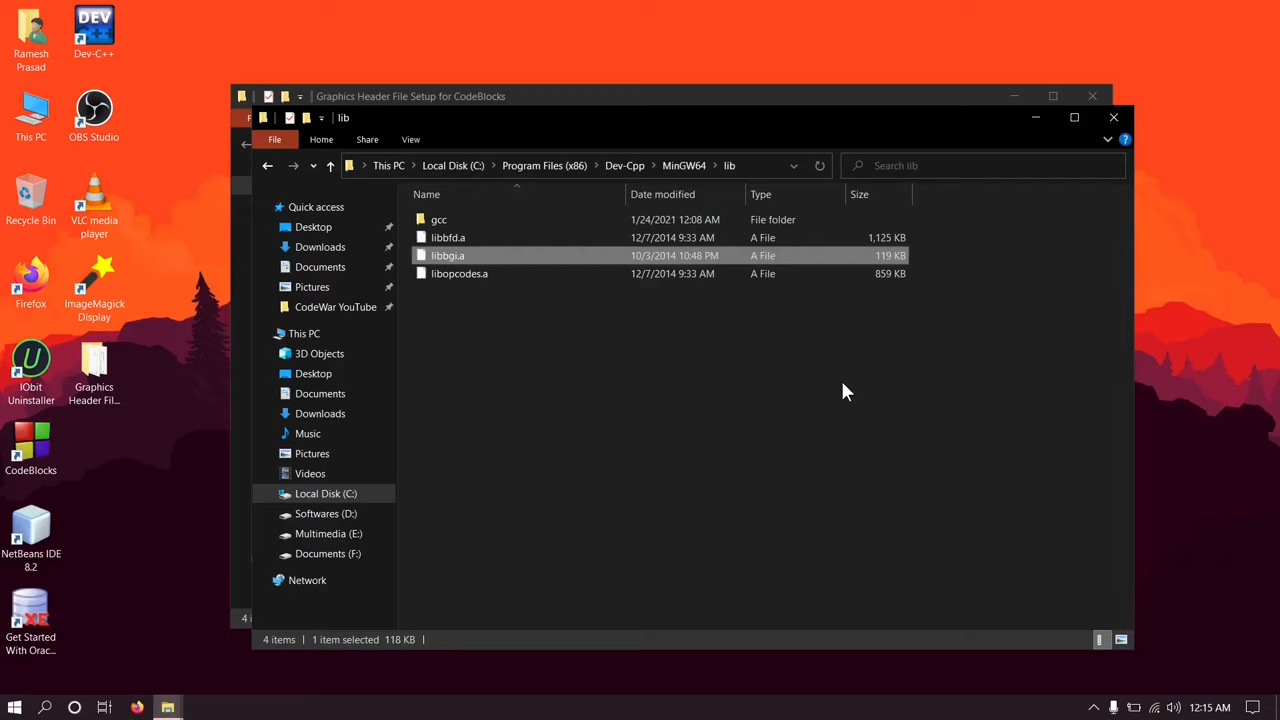 Ramesh
Prasad
Dev-C++
This PC
OBS Studio
Recycle Bin
VLC media
player
Firefox
ImageMagick
Display
IObit
Uninstaller
Graphics
Header Fil...
CodeBlocks
NetBeans IDE
8.2
Get Started
With Orac...
Graphics Header File Setup for CodeBlocks
F
lib
File
Home
Share
View
This PC
Local Disk (C:)
Program Files (x86)
Dev-Cpp
MinGW64
lib
Search lib
Name
Date modified
Type
Size
gcc 1/24/2021 12:08 AM File folder
libbfd.a 12/7/2014 9:33 AM A File 1,125 KB
libbgi.a 10/3/2014 10:48 PM A File 119 KB
libopcodes.a 12/7/2014 9:33 AM A File 859 KB
Quick access
Desktop
Downloads
Documents
Pictures
CodeWar YouTube
This PC
3D Objects
Desktop
Documents
Downloads
Music
Pictures
Videos
Local Disk (C:)
Softwares (D:)
Multimedia (E:)
Documents (F:)
Network
4 i
4 items
1 item selected 118 KB
12:15 AM